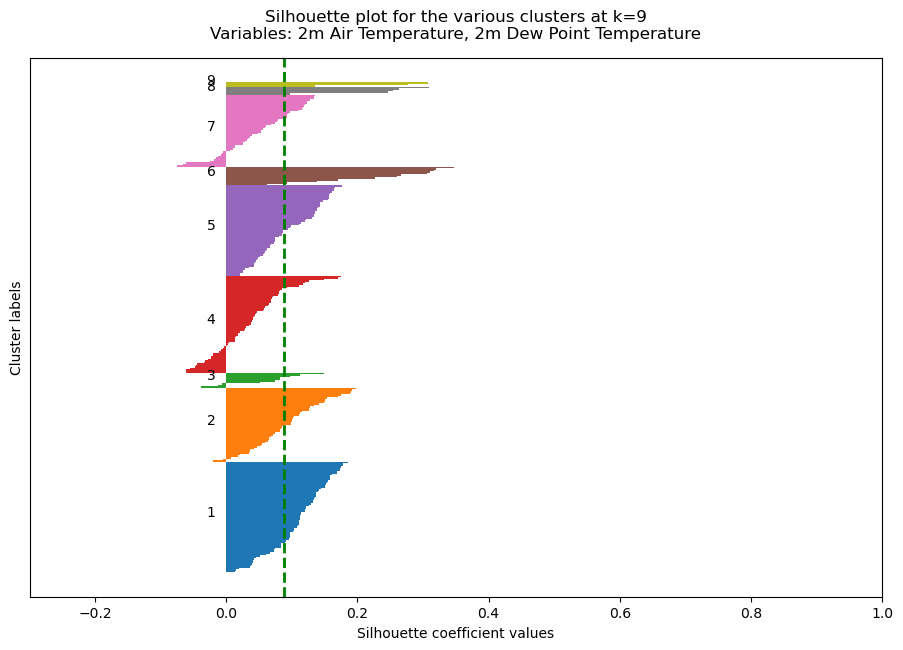 Silhouette plot for the various clusters at k=9
Variables: 2m Air Temperature, 2m Dew Point Temperature
Cluster labels
9
8
7
6
5
4
3
2
1
−0.2 0.0 0.2 0.4 0.6 0.8 1.0
Silhouette coefficient values